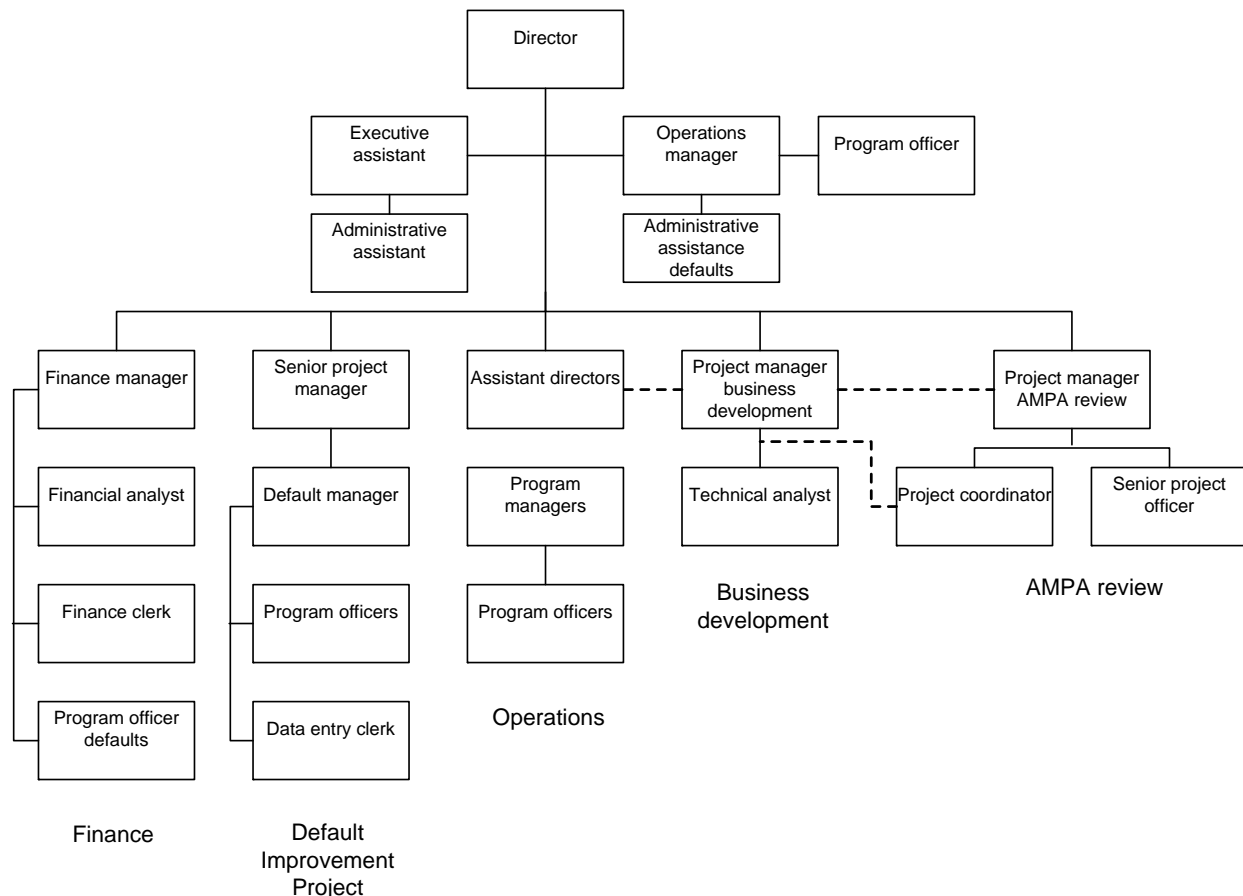 Director
Executive
assistant
Operations
manager
Program officer
Administrative
assistant
Administrative
assistance
defaults
Finance manager
Senior project
manager
Assistant directors
Project manager
business
development
Project manager
AMPA review
Financial analyst
Default manager
Program
managers
Technical analyst
Project coordinator
Senior project
officer
Finance clerk
Program officers
Program officers
Business
development
AMPA review
Program officer
defaults
Data entry clerk
Operations
Finance
Default
Improvement
Project